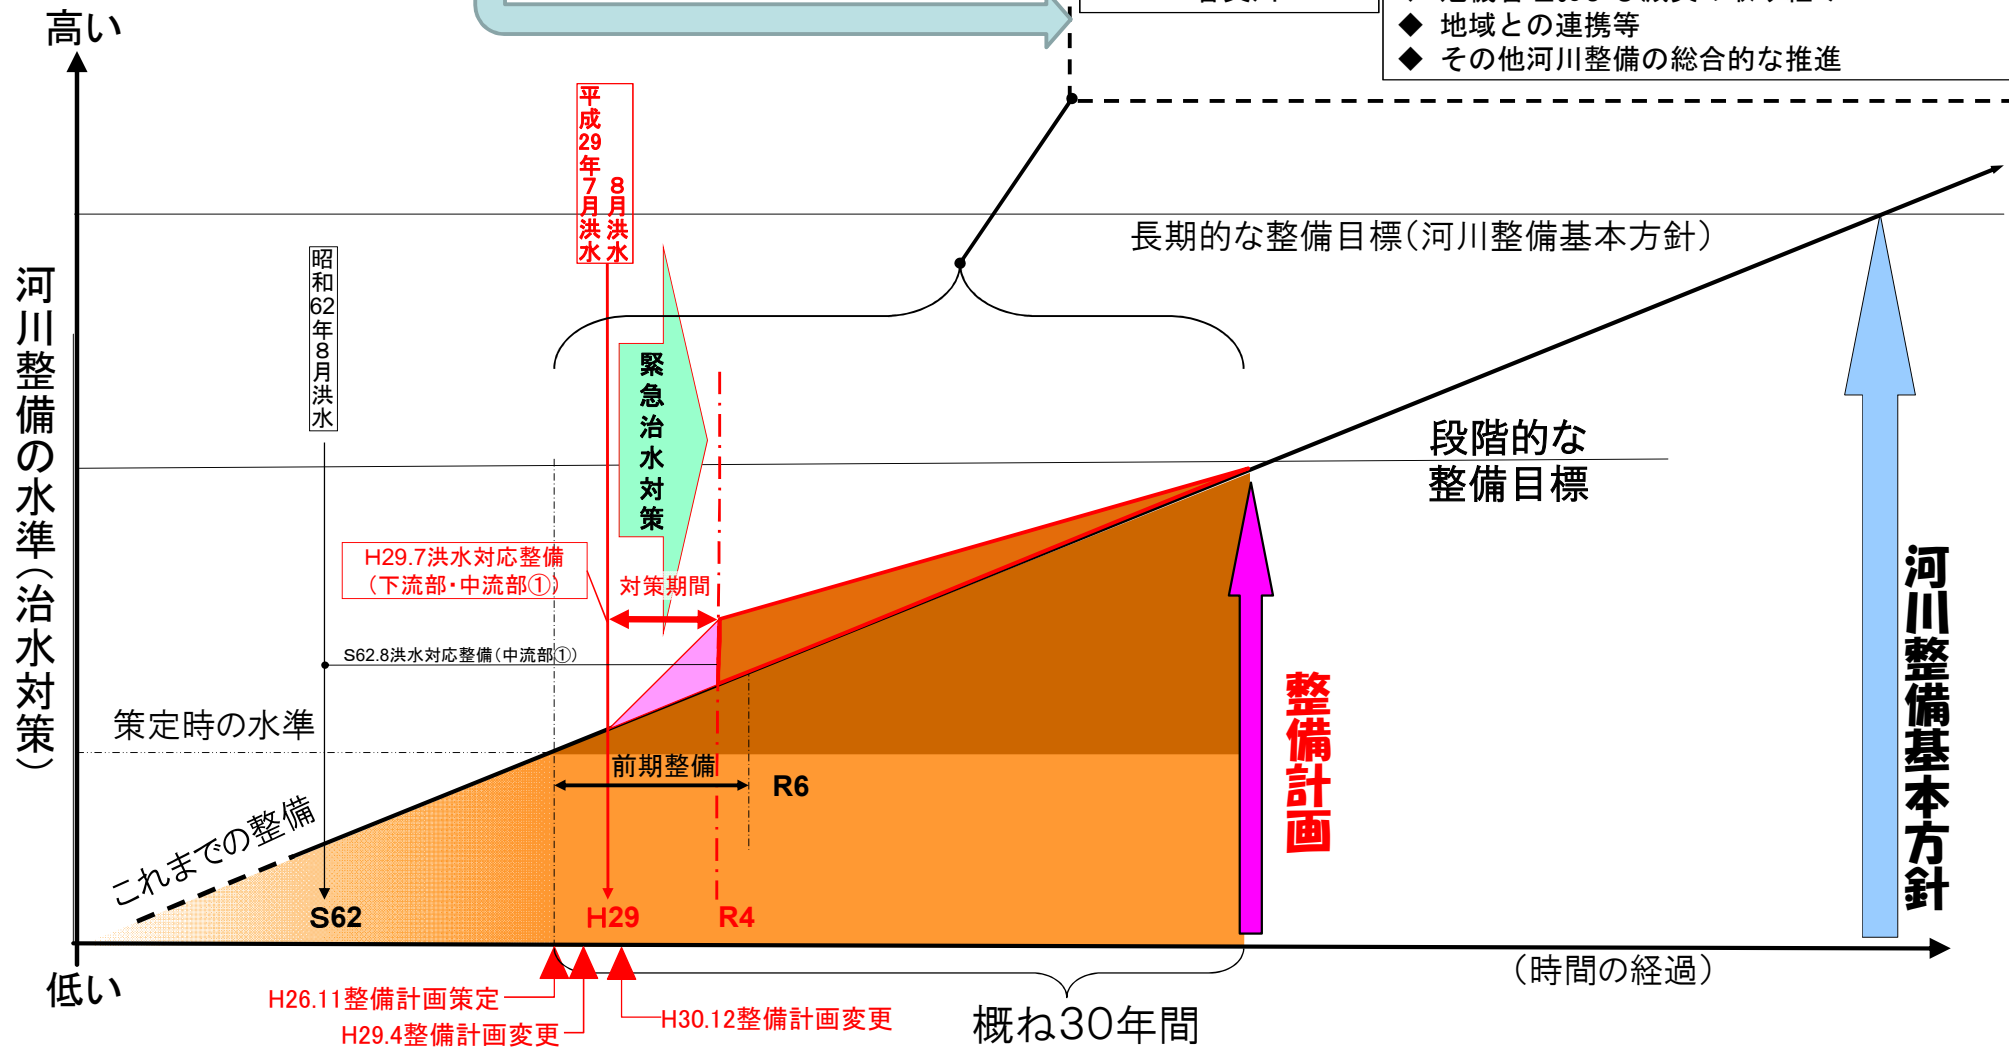 高い
◆ 地域との連携等
◆ その他河川整備の総合的な推進
平成29年7月洪水
8月洪水
長期的な整備目標（河川整備基本方針）
昭和62年8月洪水
河川整備の水準（治水対策）
緊急治水対策
段階的な
整備目標
H29.7洪水対応整備
（下流部・中流部①）
対策期間
S62.8洪水対応整備（中流部①）
策定時の水準
前期整備
R6
整備計画
河川整備基本方針
これまでの整備
S62
H29
R4
低い
（時間の経過）
H26.11整備計画策定
H29.4整備計画変更
H30.12整備計画変更
概ね30年間